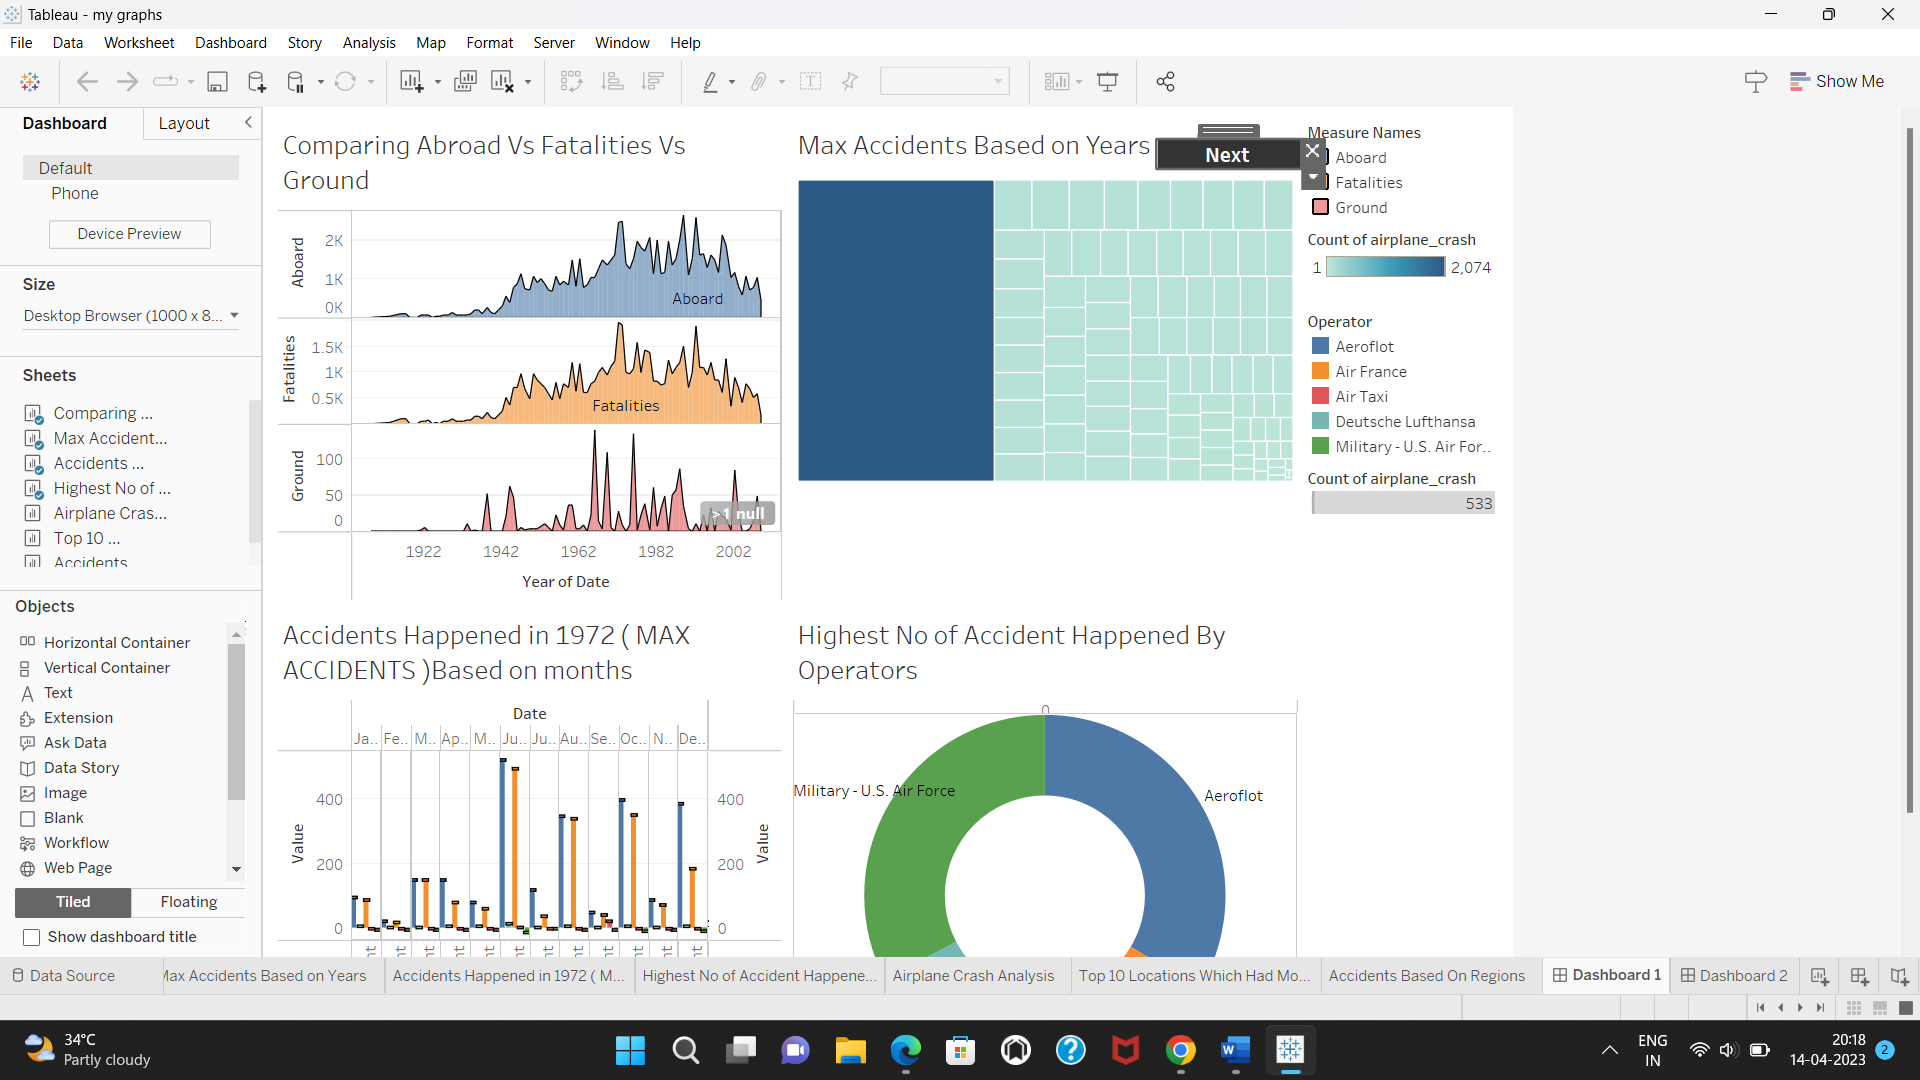 Tableau - my graphs
File Data Worksheet Dashboard Story Analysis Map Format Server Window Help
Show Me
Dashboard Layout
Default
Phone
Device Preview
Size
Desktop Browser (1000 x 8...
Sheets
Comparing ...
Max Accident...
Accidents ...
Highest No of ...
Airplane Cras...
Top 10 ...
Accidents
Objects
Horizontal Container
Vertical Container
Text
Extension
Ask Data
Data Story
Image
Blank
Workflow
Web Page
Tiled Floating
Show dashboard title
Comparing Abroad Vs Fatalities Vs
Ground
Aboard
2K
1K
0K
Aboard
Fatalities
1.5K
1K
0.5K
Fatalities
Ground
100
50
0
>1 null
1922 1942 1962 1982 2002
Year of Date
Max Accidents Based on Years
Next
Measure Names
Aboard
Fatalities
Ground
Count of airplane_crash
1 2,074
Operator
Aeroflot
Air France
Air Taxi
Deutsche Lufthansa
Military - U.S. Air For..
Count of airplane_crash
533
Accidents Happened in 1972 ( MAX
ACCIDENTS )Based on months
Date
Ja.. Fe.. M.. Ap.. M.. Ju.. Ju.. Au.. Se.. Oc.. N.. De..
Value
400
200
0
400
200
0
Value
Highest No of Accident Happened By
Operators
0
Military - U.S. Air Force
Aeroflot
Data Source
Max Accidents Based on Years
Accidents Happened in 1972 ( M...
Highest No of Accident Happene...
Airplane Crash Analysis
Top 10 Locations Which Had Mo...
Accidents Based On Regions
Dashboard 1
Dashboard 2
34°C
Partly cloudy
ENG
IN
20:18
14-04-2023
2